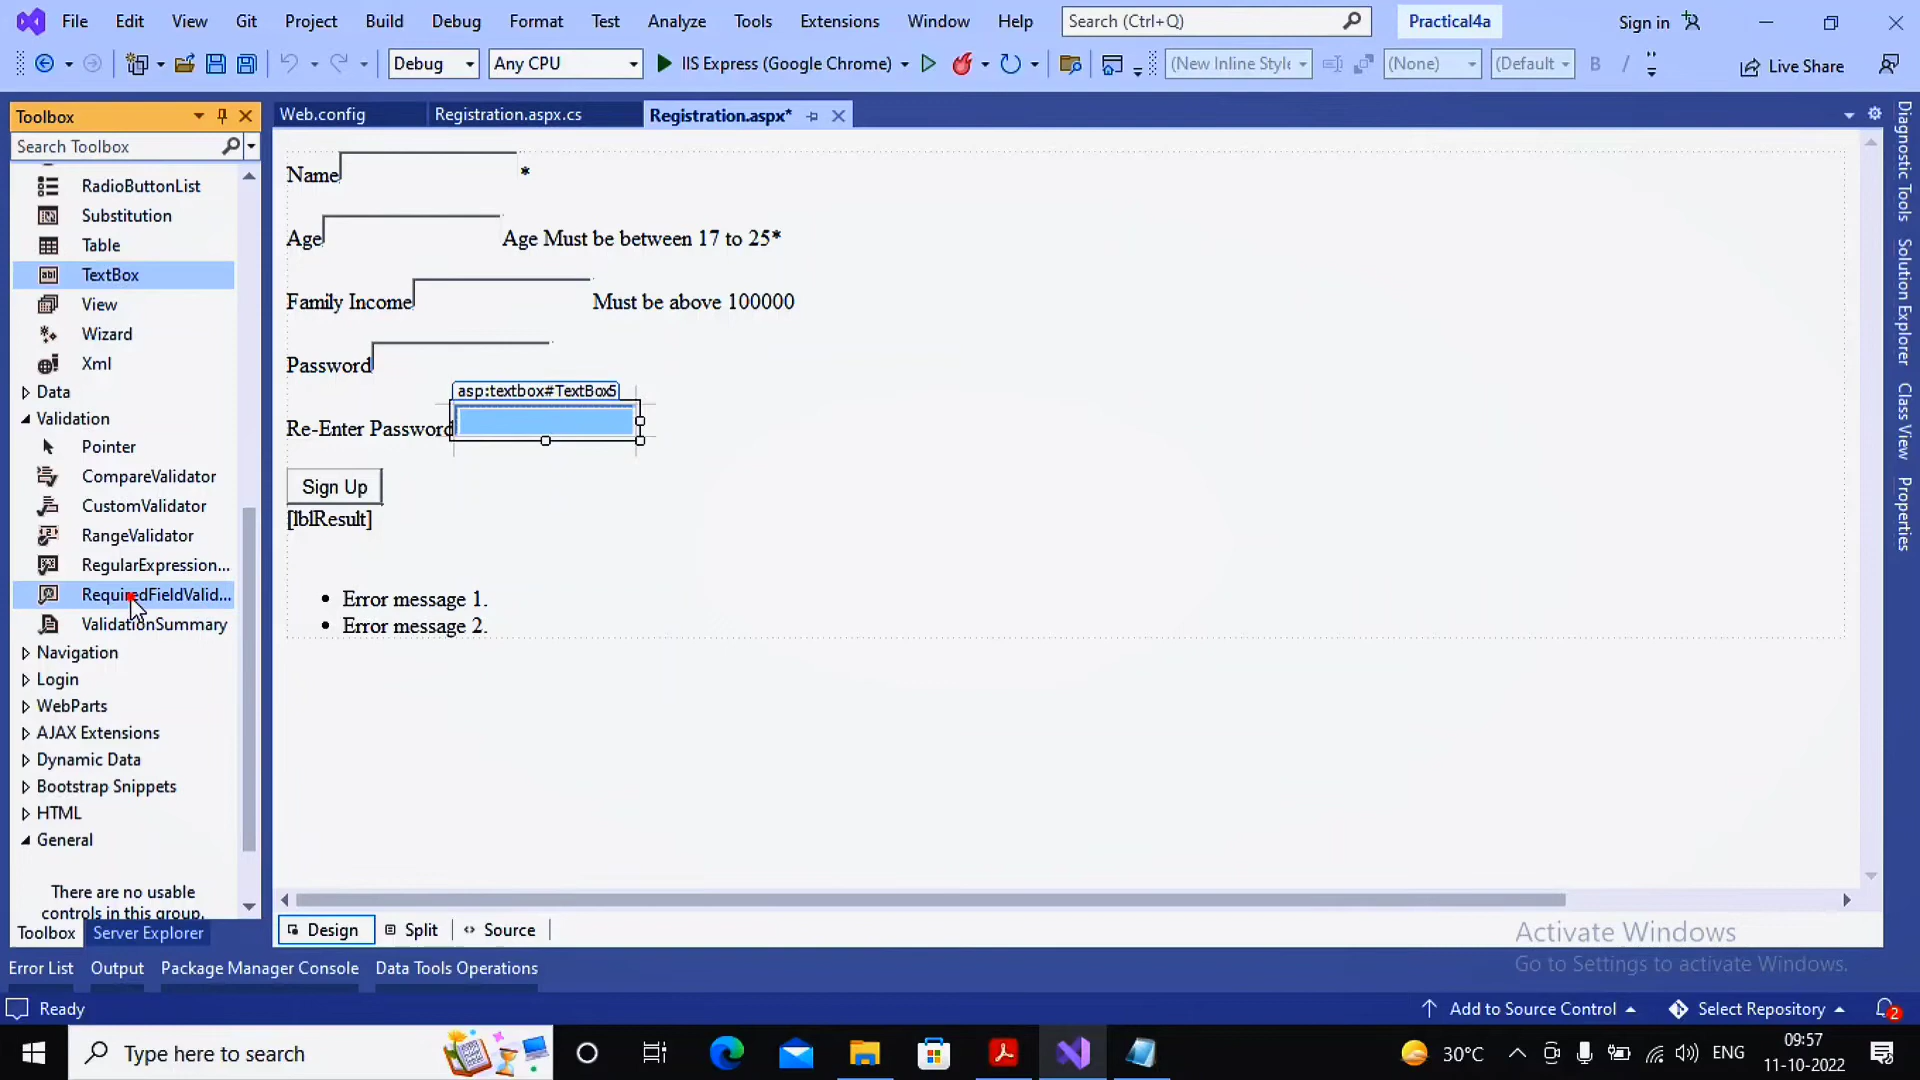 File Edit View Git Project Build Debug Format Test Analyze Tools Extensions Window Help Search (Ctrl+Q) Practical4a Sign in
Debug Any CPU IIS Express (Google Chrome) (New Inline Style (None) (Default B I Live Share
Toolbox
Search Toolbox
RadioButtonList
Substitution
Table
TextBox
View
Wizard
Xml
Data
Validation
Pointer
CompareValidator
CustomValidator
RangeValidator
RegularExpression...
RequiredFieldValid...
ValidationSummary
Navigation
Login
WebParts
AJAX Extensions
Dynamic Data
Bootstrap Snippets
HTML
General
There are no usable
controls in this group.
Toolbox Server Explorer
Web.config Registration.aspx.cs Registration.aspx*
Name *
Age Age Must be between 17 to 25*
Family Income Must be above 100000
Password
asp:textbox#TextBox5
Re-Enter Password
Sign Up
[lblResult]
• Error message 1.
• Error message 2.
Design Split Source
Diagnostic Tools
Solution Explorer
Class View
Properties
Activate Windows
Go to Settings to activate Windows.
Error List Output Package Manager Console Data Tools Operations
Ready Add to Source Control Select Repository 2
Type here to search 30°C ENG 09:57
11-10-2022